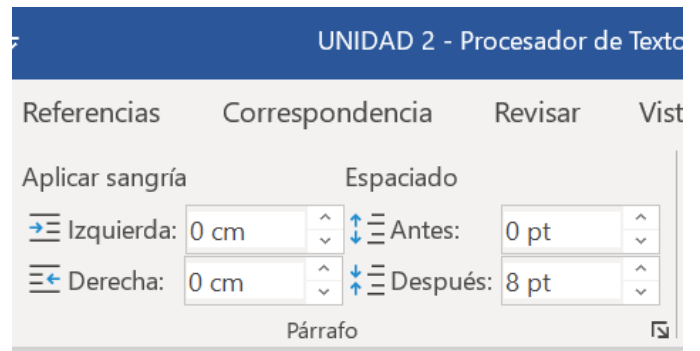 UNIDAD 2 - Procesador de Texto
Referencias Correspondencia Revisar Vist
Aplicar sangría Espaciado
Izquierda: 0 cm Antes: 0 pt
Derecha: 0 cm Después: 8 pt
Párrafo